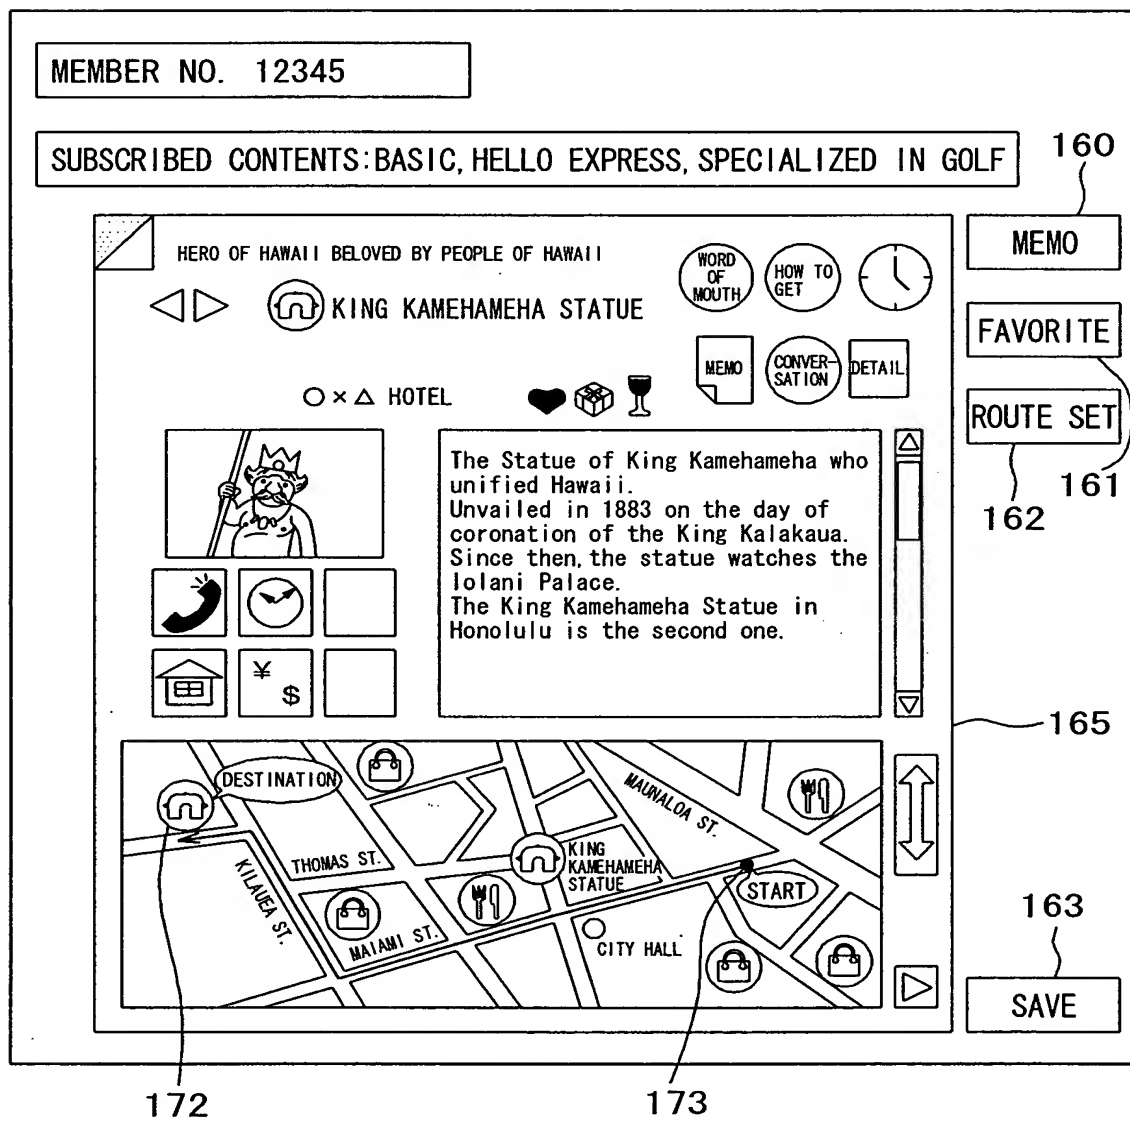 MEMBER NO. 12345
SUBSCRIBED CONTENTS:BASIC, HELLO EXPRESS, SPECIALIZED IN GOLF
160
MEMO
HERO OF HAWAII BELOVED BY PEOPLE OF HAWAII
WORD
OF
MOUTH
HOW TO
GET
KING KAMEHAMEHA STATUE
FAVORITE
MEMO
CONVER-
SATION
DETAIL
○×△ HOTEL
ROUTE SET
161
162
The Statue of King Kamehameha who
unified Hawaii.
Unvailed in 1883 on the day of
coronation of the King Kalakaua.
Since then, the statue watches the
Iolani Palace.
The King Kamehameha Statue in
Honolulu is the second one.
¥
$
165
DESTINATION
MAUNALOA ST.
THOMAS ST.
KING
KAMEHAMEHA
STATUE
KILAUEA ST.
START
MAIAMI ST.
CITY HALL
163
SAVE
172
173